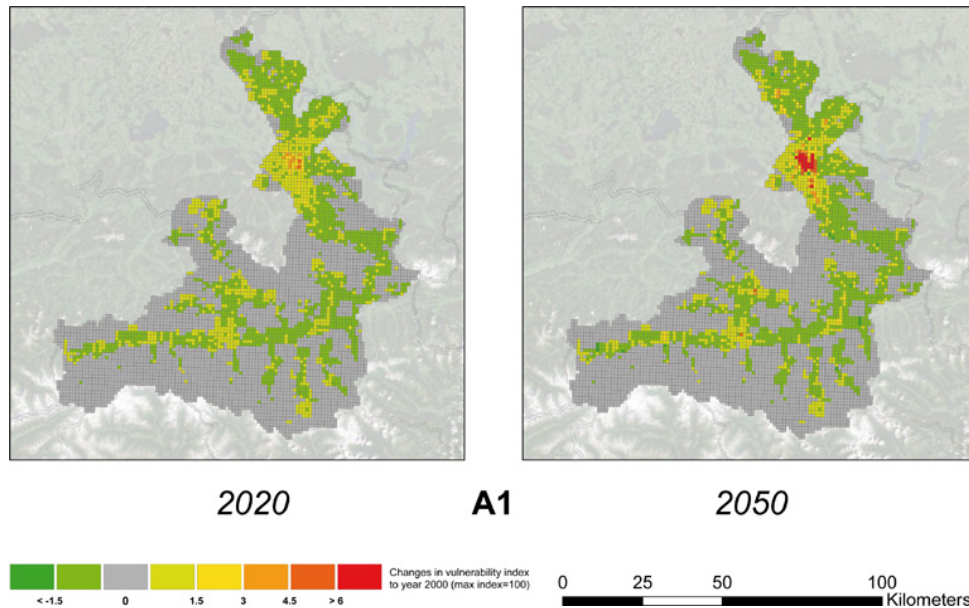 2020 A1 2050
Changes in vulnerability index
to year 2000 (max index=100)
< -1.5 0 1.5 3 4.5 > 6
0 25 50 100
Kilometers